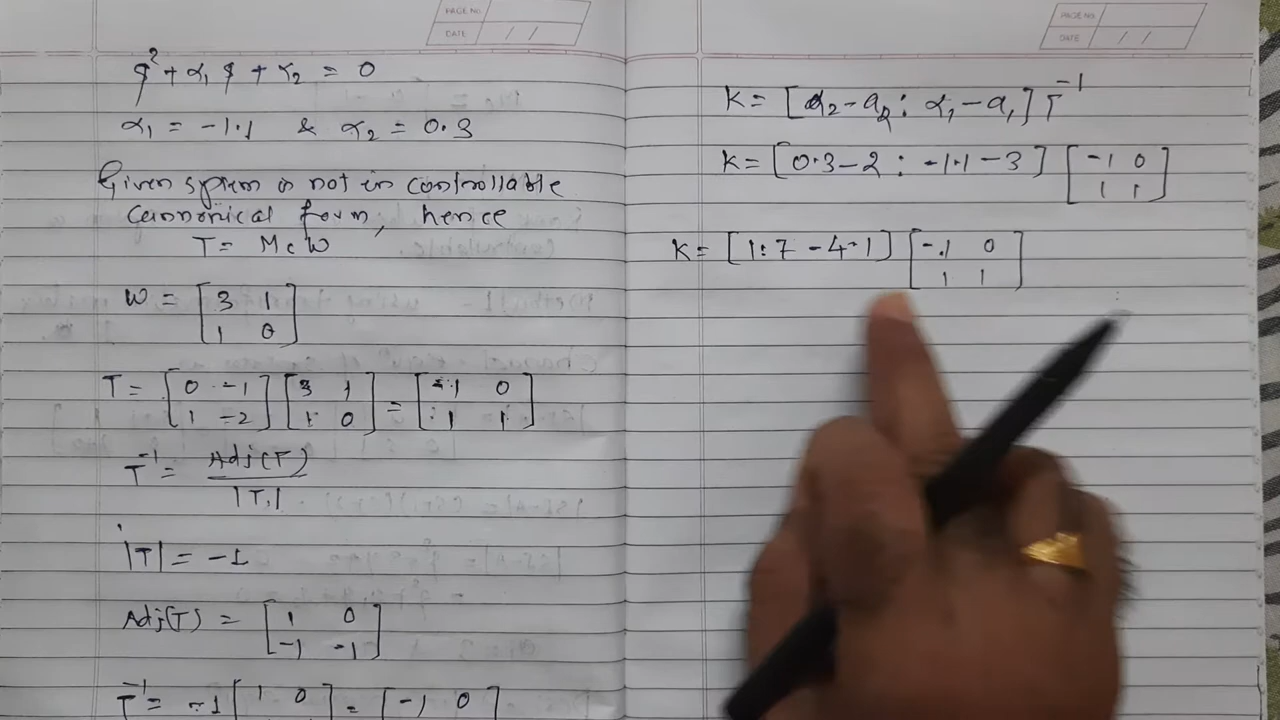 PAGE No.
DATE / /
q² + α₁ q + α₂ = 0
α₁ = -1.1 & α₂ = 0.3
Given system is not in controllable
canonical form, hence
T = Mc W
W = [3 1
1 0]
T = [0 -1
1 -2] [3 1
1 0] = [-1 0
1 1]
T⁻¹ = Adj(T)
|T|
|T| = -1
Adj(T) = [1 0
-1 -1]
T⁻¹ = -1 [1 0 = [-1 0
PAGE No.
DATE / /
K = [α₂ - a₂ : α₁ - a₁] T⁻¹
K = [0.3 - 2 : -1.1 - 3] [-1 0
1 1]
K = [1.7 - 4.1] [-1 0
1 1]